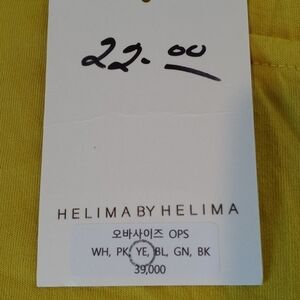 22.00
HELIMA BY HELIMA
오바사이즈 OPS
WH, PK, YE, BL, GN, BK
39,000